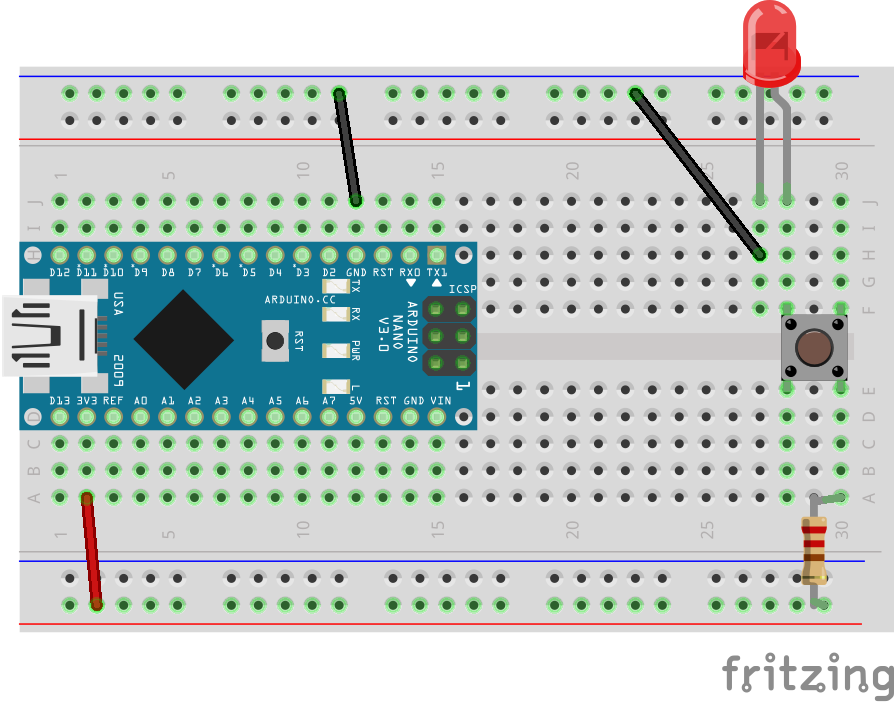 1 5 10 15 20 25 30
J J
I I
H H
G
F
D12 D11 D10 D9 D8 D7 D6 D5 D4 D3 D2 GND RST RX0 TX1
TX
RX
PWR
L
RST
USA
2005
ARDUINO.CC
ARDUINO
NANO
V3.0
ICSP
1
D13 3V3 REF A0 A1 A2 A3 A4 A5 A6 A7 5V RST GND VIN
E
D D
C C
B B
A A
1 5 10 15 20 25 30
fritzing